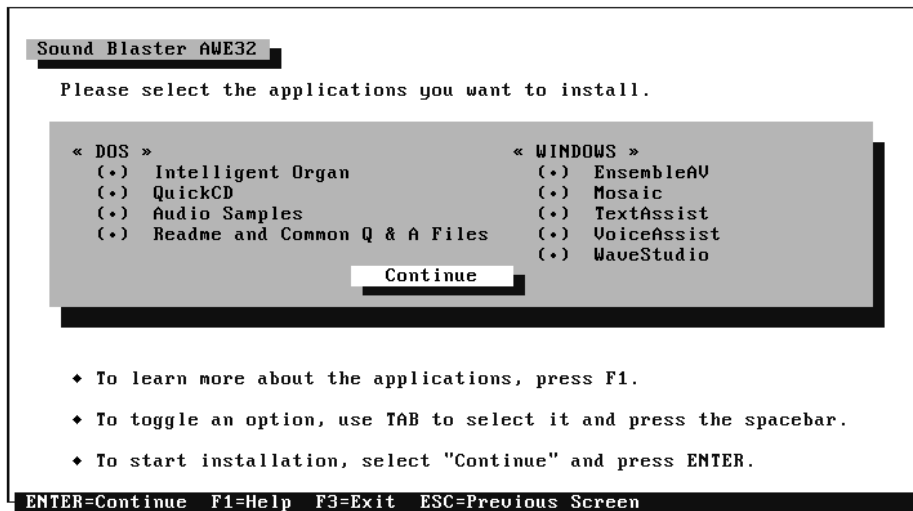 Sound Blaster AWE32
Please select the applications you want to install.
« DOS »
(•) Intelligent Organ
(•) QuickCD
(•) Audio Samples
(•) Readme and Common Q & A Files
« WINDOWS »
(•) EnsembleAV
(•) Mosaic
(•) TextAssist
(•) VoiceAssist
(•) WaveStudio
Continue
♦ To learn more about the applications, press F1.
♦ To toggle an option, use TAB to select it and press the spacebar.
♦ To start installation, select "Continue" and press ENTER.
ENTER=Continue F1=Help F3=Exit ESC=Previous Screen